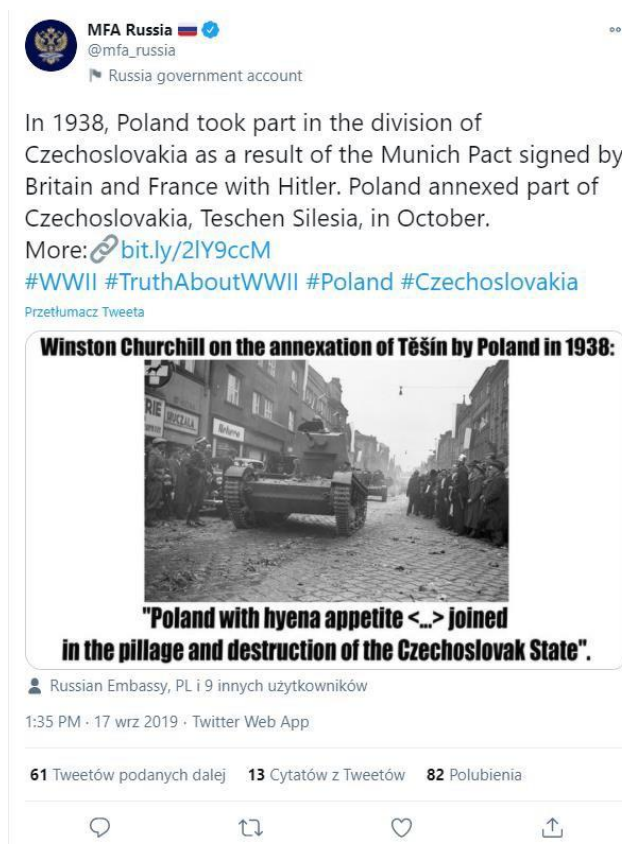 MFA Russia
@mfa_russia
Russia government account
In 1938, Poland took part in the division of
Czechoslovakia as a result of the Munich Pact signed by
Britain and France with Hitler. Poland annexed part of
Czechoslovakia, Teschen Silesia, in October.
More: bit.ly/2lY9ccM
#WWII #TruthAboutWWII #Poland #Czechoslovakia
Przetłumacz Tweeta
Winston Churchill on the annexation of Těšín by Poland in 1938:
"Poland with hyena appetite <...> joined
in the pillage and destruction of the Czechoslovak State".
Russian Embassy, PL i 9 innych użytkowników
1:35 PM · 17 wrz 2019 · Twitter Web App
61 Tweetów podanych dalej 13 Cytatów z Tweetów 82 Polubienia